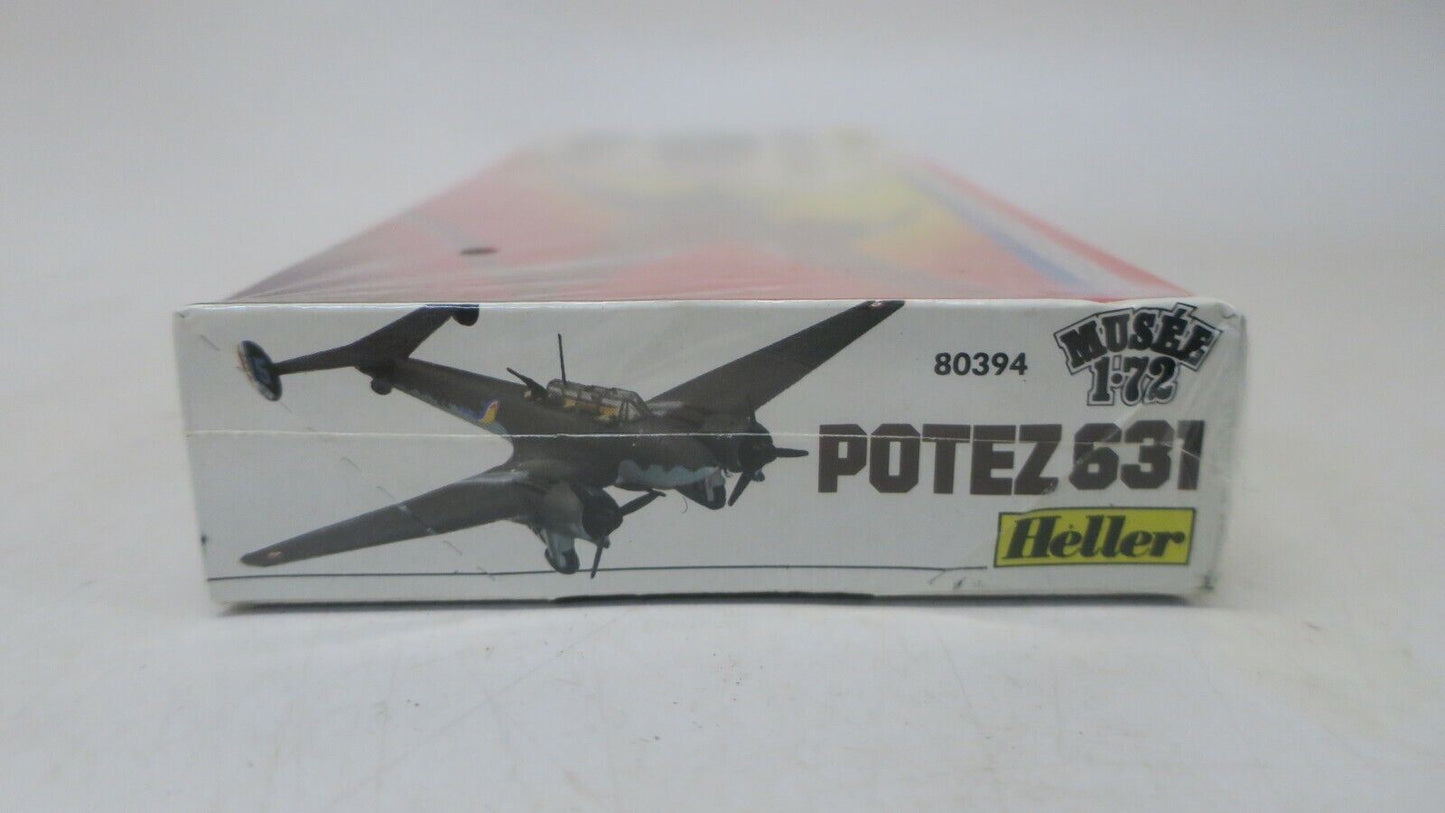 80394
MUSÉE
1·72
POTEZ 631
Heller